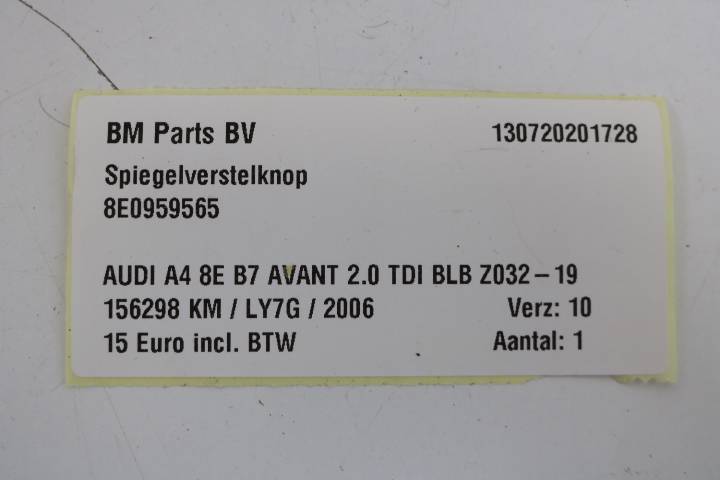 BM Parts BV 130720201728
Spiegelverstelknop
8E0959565
AUDI A4 8E B7 AVANT 2.0 TDI BLB Z032-19
156298 KM / LY7G / 2006 Verz: 10
15 Euro incl. BTW Aantal: 1